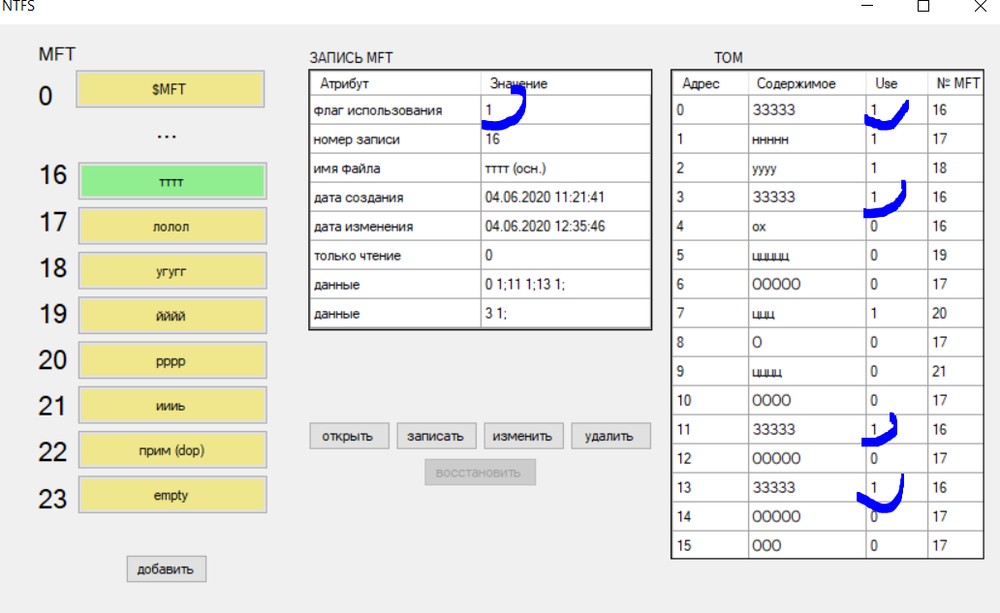 NTFS
MFT
0 $MFT
...
16 тттт
17 лолол
18 угугг
19 йййй
20 рррр
21 иииь
22 прим (dop)
23 empty
добавить
ЗАПИСЬ MFT
Атрибут Значение
флаг использования 1
номер записи 16
имя файла тттт (осн.)
дата создания 04.06.2020 11:21:41
дата изменения 04.06.2020 12:35:46
только чтение 0
данные 0 1;11 1;13 1;
данные 3 1;
открыть записать изменить удалить
восстановить
ТОМ
Адрес Содержимое Use № MFT
0 33333 1 16
1 ннннн 1 17
2 уууу 1 18
3 33333 1 16
4 ох 0 16
5 ццццц 0 19
6 ООООО 0 17
7 ццц 1 20
8 О 0 17
9 цццц 0 21
10 ОООО 0 17
11 33333 1 16
12 ООООО 0 17
13 33333 1 16
14 ООООО 0 17
15 ООО 0 17